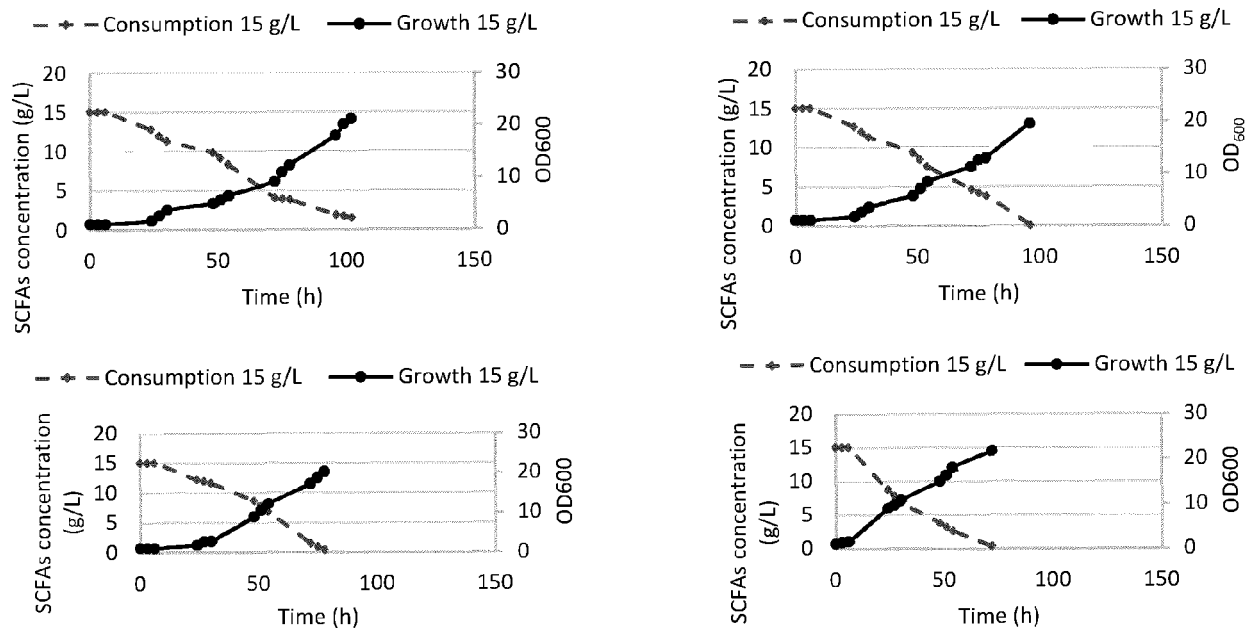 Consumption 15 g/L Growth 15 g/L
SCFAs concentration (g/L)
20
15
10
5
0
30
20
10
0
OD600
0 50 100 150
Time (h)
Consumption 15 g/L Growth 15 g/L
SCFAs concentration (g/L)
20
15
10
5
0
30
20
10
0
OD₆₀₀
0 50 100 150
Time (h)
Consumption 15 g/L Growth 15 g/L
SCFAs concentration
(g/L)
20
15
10
5
0
30
20
10
0
OD600
0 50 100 150
Time (h)
Consumption 15 g/L Growth 15 g/L
SCFAs concentration
(g/L)
20
15
10
5
0
30
20
10
0
OD600
0 50 100 150
Time (h)